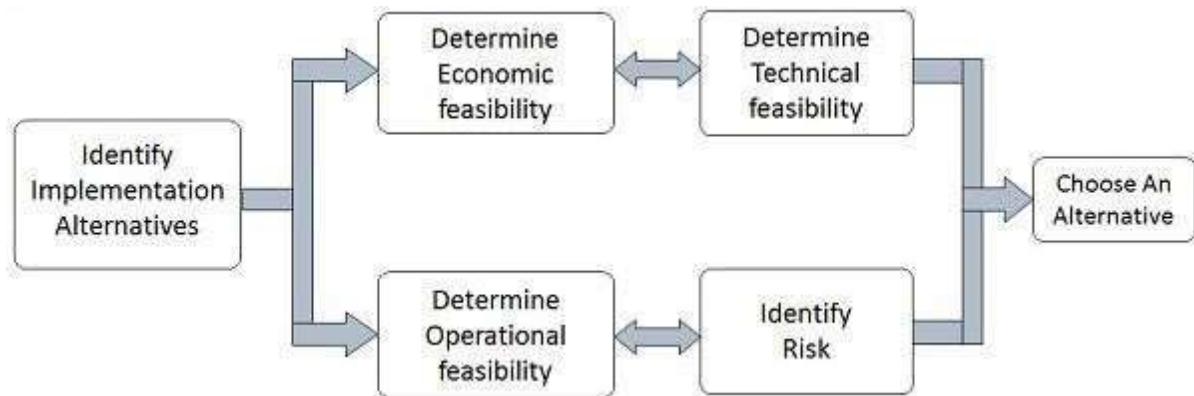 Identify
Implementation
Alternatives
Determine
Economic
feasibility
Determine
Technical
feasibility
Determine
Operational
feasibility
Identify
Risk
Choose An
Alternative